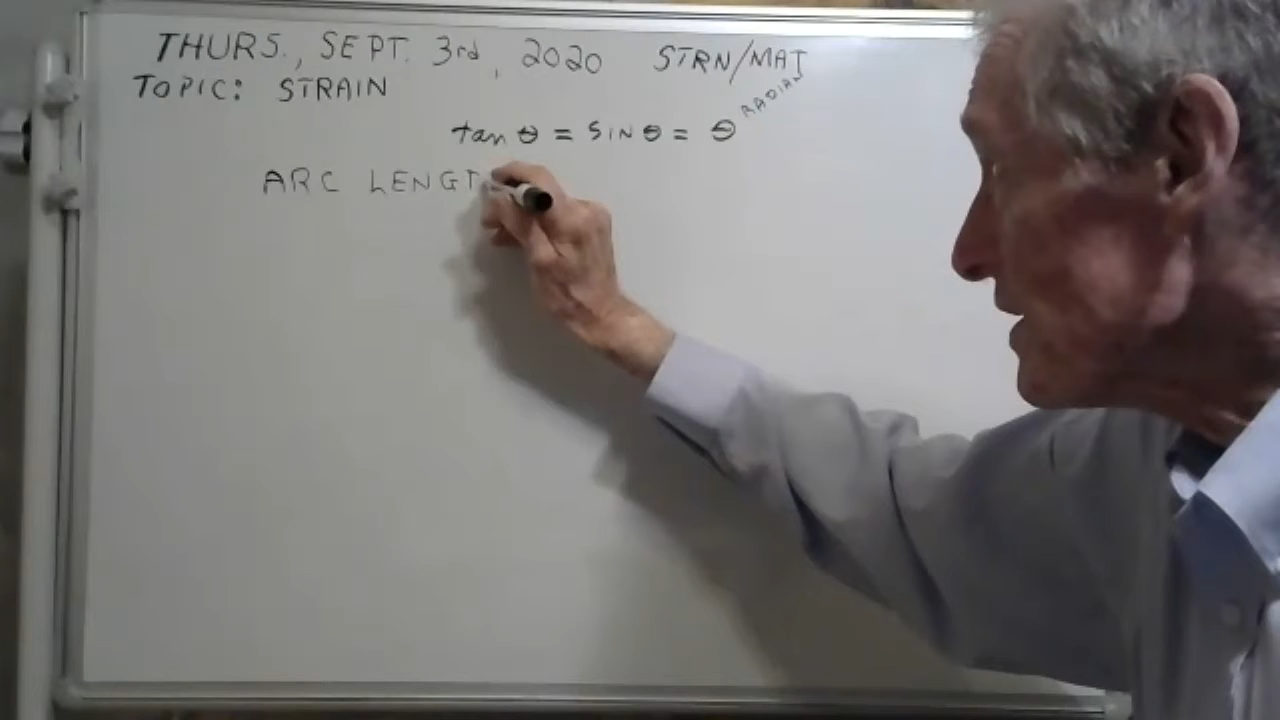 THURS., SEPT. 3rd, 2020 STRN/MAT
TOPIC: STRAIN
tan θ = SIN θ = θ RADIAN
ARC LENGT